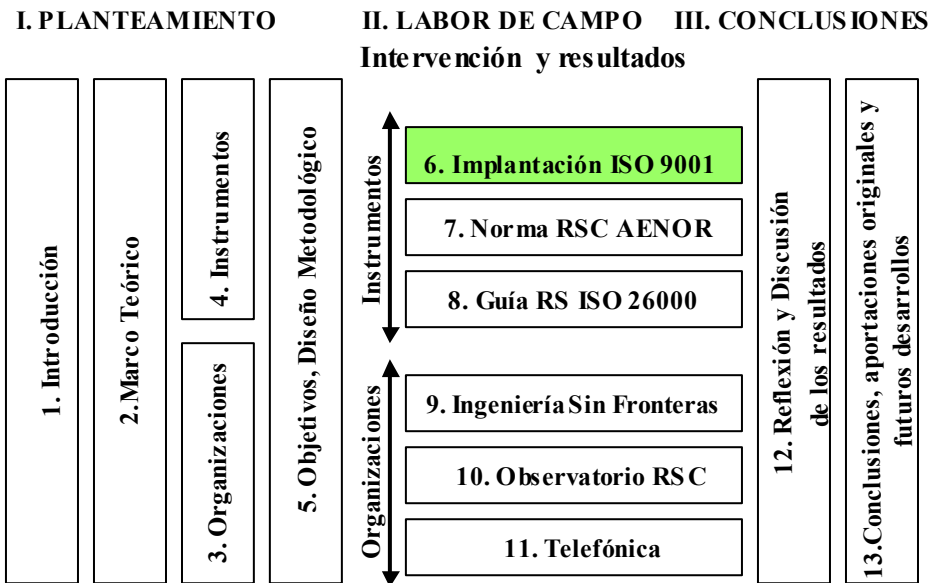 I. PLANTEAMIENTO
II. LABOR DE CAMPO
Intervención y resultados
III. CONCLUSIONES
1. Introducción
2.Marco Teórico
3. Organizaciones
4. Instrumentos
5. Objetivos, Diseño Metodológico
Instrumentos
6. Implantación ISO 9001
7. Norma RSC AENOR
8. Guía RS ISO 26000
Organizaciones
9. Ingeniería Sin Fronteras
10. Observatorio RSC
11. Telefónica
12. Reflexión y Discusión
de los resultados
13.Conclusiones, aportaciones originales y
futuros desarrollos